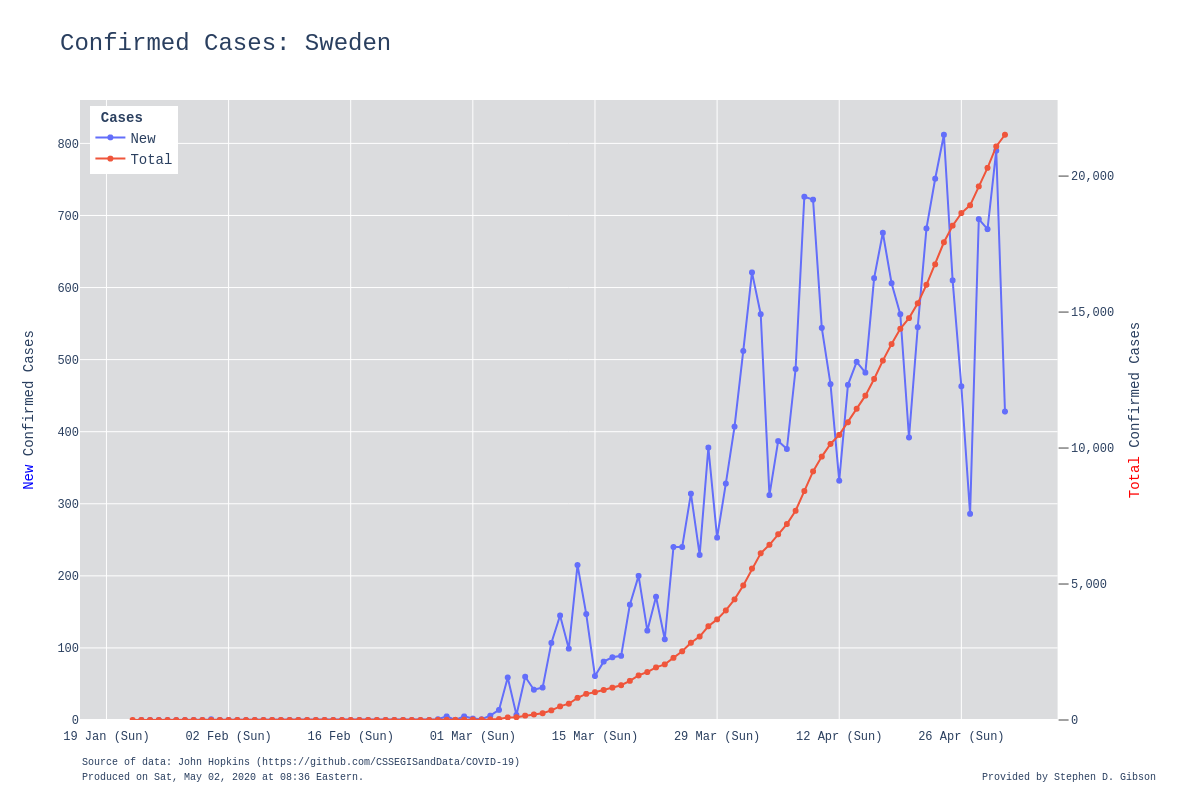 Confirmed Cases: Sweden
Cases
New
Total
800
700
600
500
400
300
200
100
0
New Confirmed Cases
20,000
15,000
10,000
5,000
0
Total Confirmed Cases
19 Jan (Sun)
02 Feb (Sun)
16 Feb (Sun)
01 Mar (Sun)
15 Mar (Sun)
29 Mar (Sun)
12 Apr (Sun)
26 Apr (Sun)
Source of data: John Hopkins (https://github.com/CSSEGISandData/COVID-19)
Produced on Sat, May 02, 2020 at 08:36 Eastern.
Provided by Stephen D. Gibson